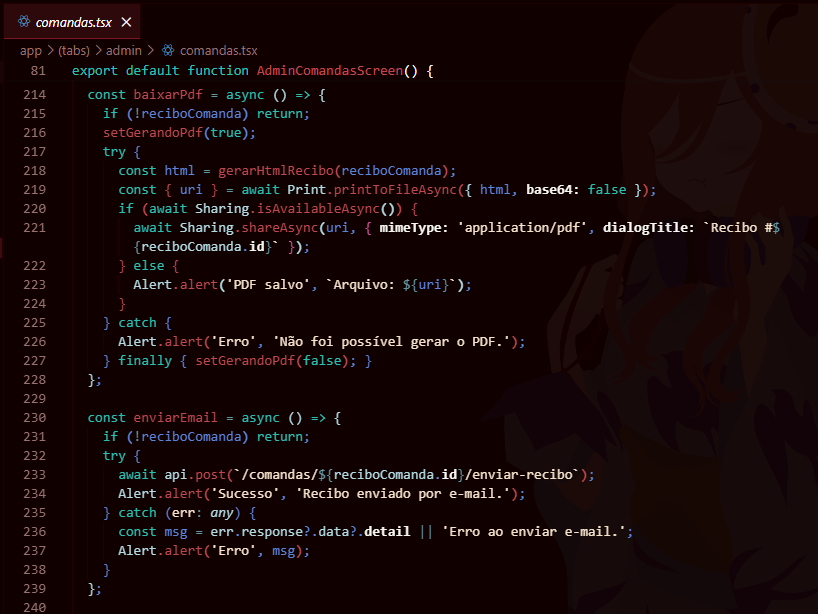 comandas.tsx ×
app > (tabs) > admin > comandas.tsx
81 export default function AdminComandasScreen() {
214 const baixarPdf = async () => {
215 if (!reciboComanda) return;
216 setGerandoPdf(true);
217 try {
218 const html = gerarHtmlRecibo(reciboComanda);
219 const { uri } = await Print.printToFileAsync({ html, base64: false });
220 if (await Sharing.isAvailableAsync()) {
221 await Sharing.shareAsync(uri, { mimeType: 'application/pdf', dialogTitle: `Recibo #$
{reciboComanda.id}` });
222 } else {
223 Alert.alert('PDF salvo', `Arquivo: ${uri}`);
224 }
225 } catch {
226 Alert.alert('Erro', 'Não foi possível gerar o PDF.');
227 } finally { setGerandoPdf(false); }
228 };
229
230 const enviarEmail = async () => {
231 if (!reciboComanda) return;
232 try {
233 await api.post(`/comandas/${reciboComanda.id}/enviar-recibo`);
234 Alert.alert('Sucesso', 'Recibo enviado por e-mail.');
235 } catch (err: any) {
236 const msg = err.response?.data?.detail || 'Erro ao enviar e-mail.';
237 Alert.alert('Erro', msg);
238 }
239 };
240